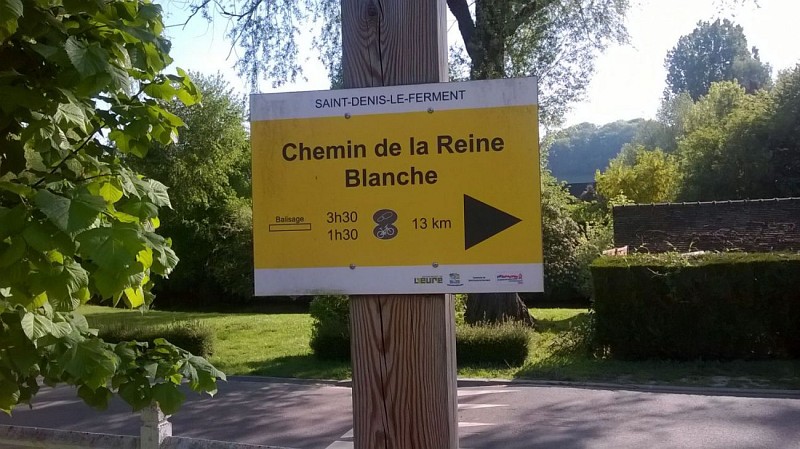 SAINT-DENIS-LE-FERMENT
Chemin de la Reine
Blanche
Balisage
3h30
1h30
13 km
L'EURE